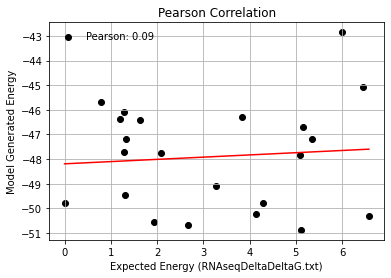 Pearson Correlation
Pearson: 0.09
Model Generated Energy
−43
−44
−45
−46
−47
−48
−49
−50
−51
0 1 2 3 4 5 6
Expected Energy (RNAseqDeltaDeltaG.txt)